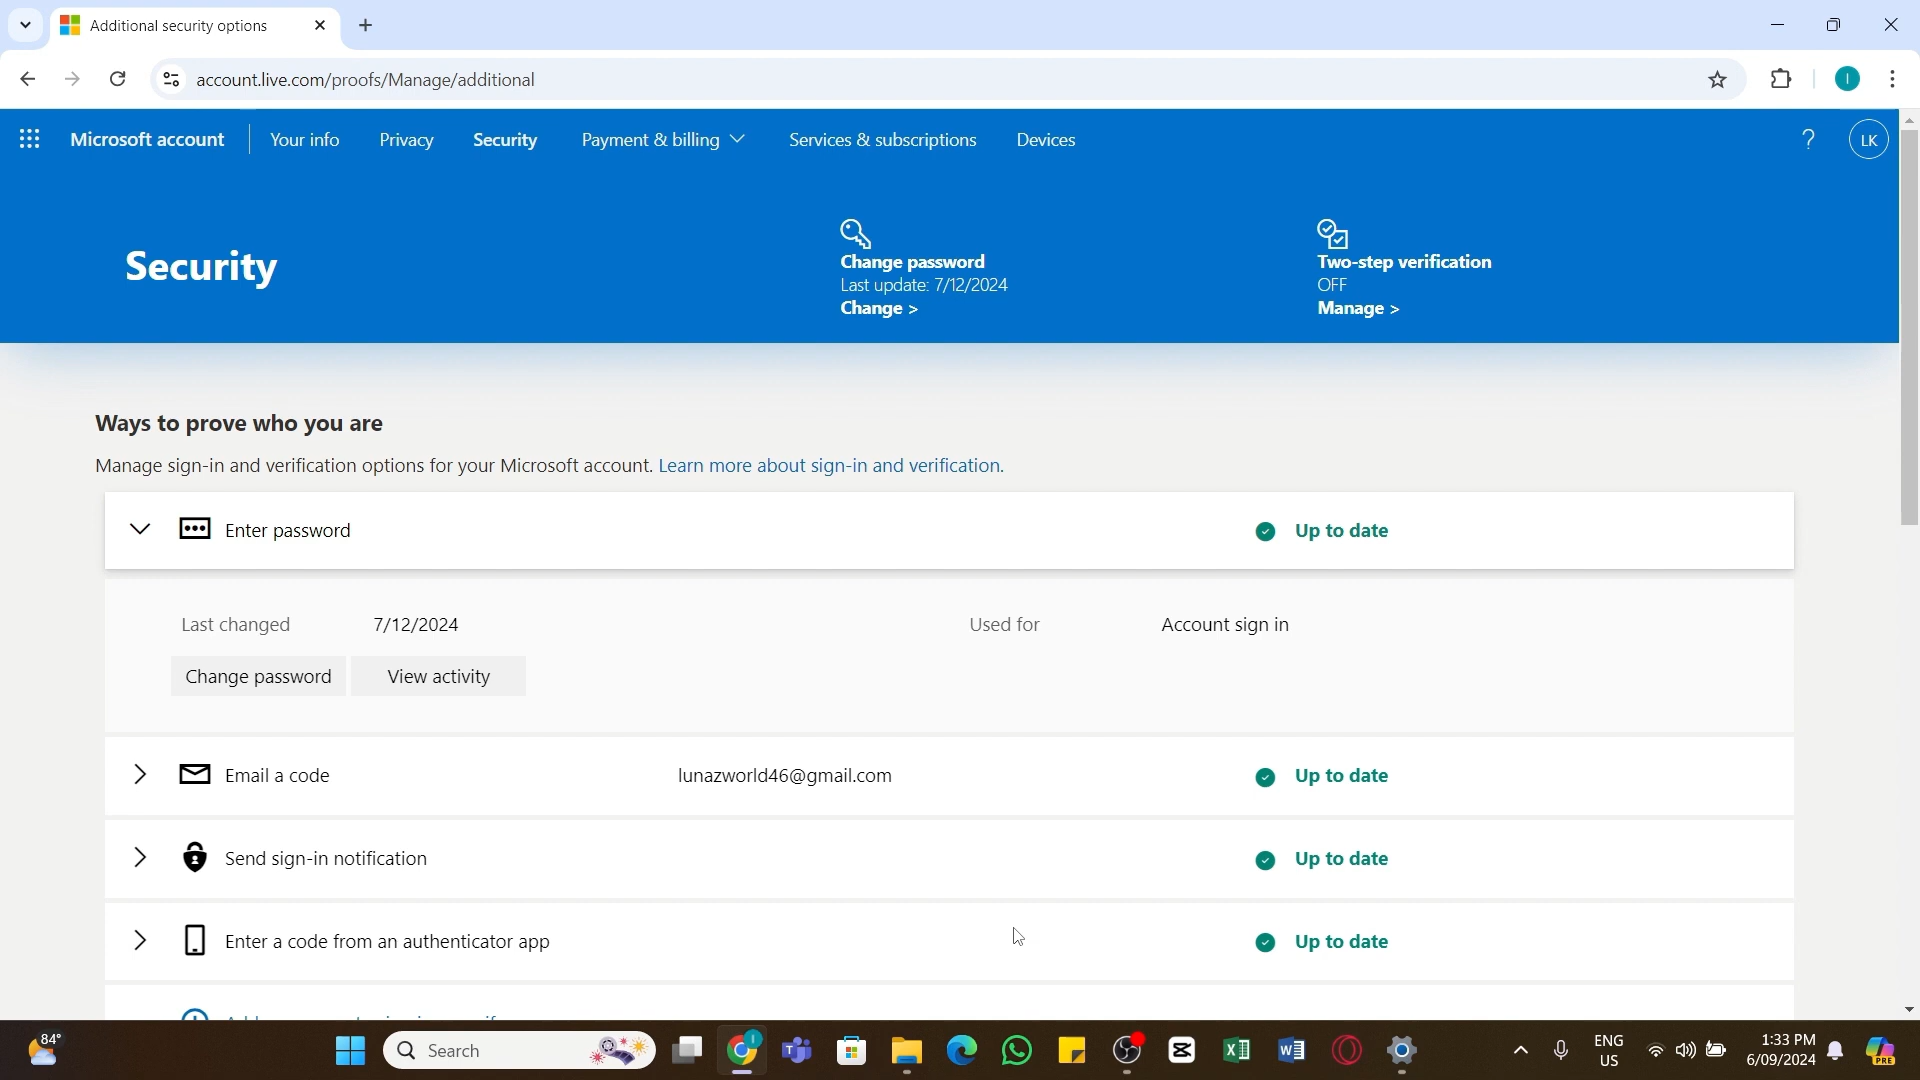 Additional security options
account.live.com/proofs/Manage/additional
I
Microsoft account
Your info
Privacy
Security
Payment & billing
Services & subscriptions
Devices
?
LK
Security
Change password
Last update: 7/12/2024
Change >
Two-step verification
OFF
Manage >
Ways to prove who you are
Manage sign-in and verification options for your Microsoft account. Learn more about sign-in and verification.
Enter password
Up to date
Last changed
7/12/2024
Used for
Account sign in
Change password
View activity
Email a code
lunazworld46@gmail.com
Up to date
Send sign-in notification
Up to date
Enter a code from an authenticator app
Up to date
84°
Search
ENG
US
1:33 PM
6/09/2024
PRE